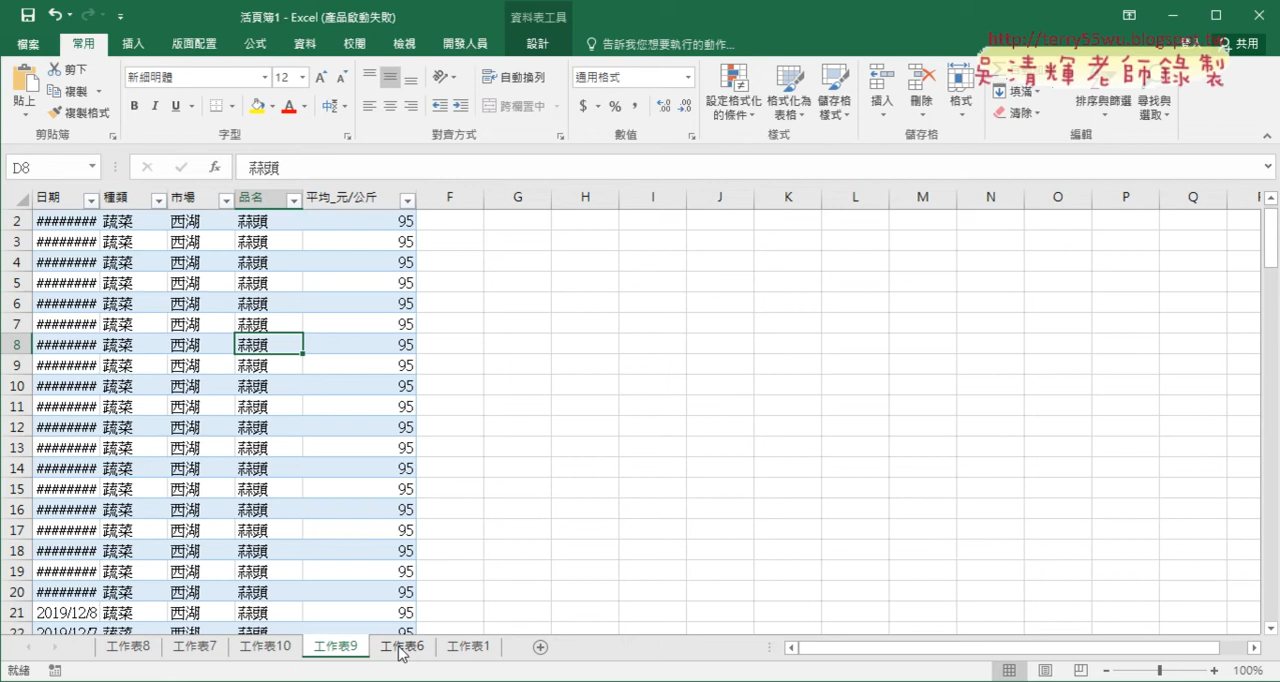 活頁簿1 - Excel (產品啟動失敗)
資料表工具
檔案 常用 插入 版面配置 公式 資料 校閱 檢視 開發人員 設計 告訴我您想要執行的動作... 共用
http://terry55wu.blogspot.tw
吳清輝老師錄製
貼上 剪下 複製 複製格式 剪貼簿
新細明體 12 B I U A 字型
自動換列 跨欄置中 對齊方式
通用格式 $ % , 數值
設定格式化的條件 格式化為表格 儲存格樣式 樣式
插入 刪除 格式 儲存格
填滿 清除 排序與篩選 尋找與選取 編輯
D8 fx 蒜頭
日期 種類 市場 品名 平均_元/公斤 F G H I J K L M N O P Q
2 ######## 蔬菜 西湖 蒜頭 95
3 ######## 蔬菜 西湖 蒜頭 95
4 ######## 蔬菜 西湖 蒜頭 95
5 ######## 蔬菜 西湖 蒜頭 95
6 ######## 蔬菜 西湖 蒜頭 95
7 ######## 蔬菜 西湖 蒜頭 95
8 ######## 蔬菜 西湖 蒜頭 95
9 ######## 蔬菜 西湖 蒜頭 95
10 ######## 蔬菜 西湖 蒜頭 95
11 ######## 蔬菜 西湖 蒜頭 95
12 ######## 蔬菜 西湖 蒜頭 95
13 ######## 蔬菜 西湖 蒜頭 95
14 ######## 蔬菜 西湖 蒜頭 95
15 ######## 蔬菜 西湖 蒜頭 95
16 ######## 蔬菜 西湖 蒜頭 95
17 ######## 蔬菜 西湖 蒜頭 95
18 ######## 蔬菜 西湖 蒜頭 95
19 ######## 蔬菜 西湖 蒜頭 95
20 ######## 蔬菜 西湖 蒜頭 95
21 2019/12/8 蔬菜 西湖 蒜頭 95
22 2019/12/7 蔬菜 西湖 蒜頭 95
工作表8 工作表7 工作表10 工作表9 工作表6 工作表1
就緒 100%